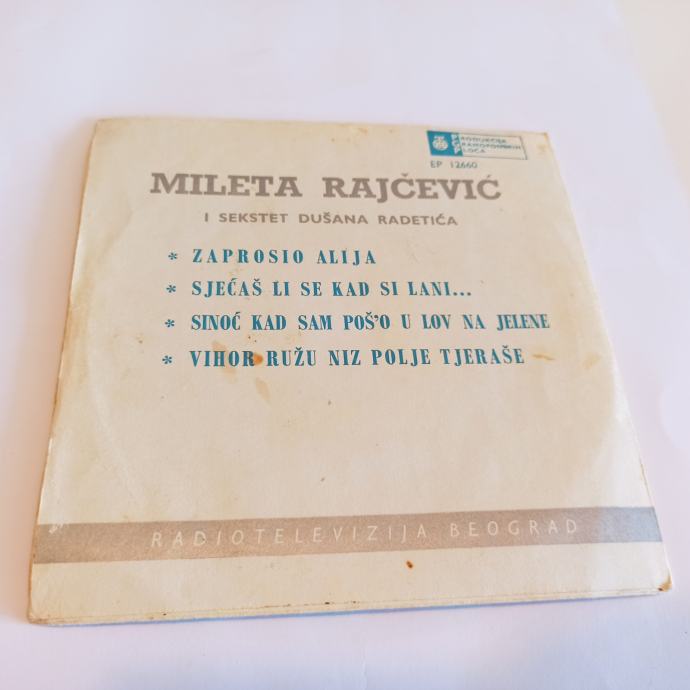 PGP
PRODUKCIJA
GRAMOFONSKIH
PLOČA
EP 12660
MILETA RAJČEVIĆ
I SEKSTET DUŠANA RADETIĆA
* ZAPROSIO ALIJA
* SJEĆAŠ LI SE KAD SI LANI...
* SINOĆ KAD SAM POŠ'O U LOV NA JELENE
* VIHOR RUŽU NIZ POLJE TJERAŠE
RADIOTELEVIZIJA BEOGRAD